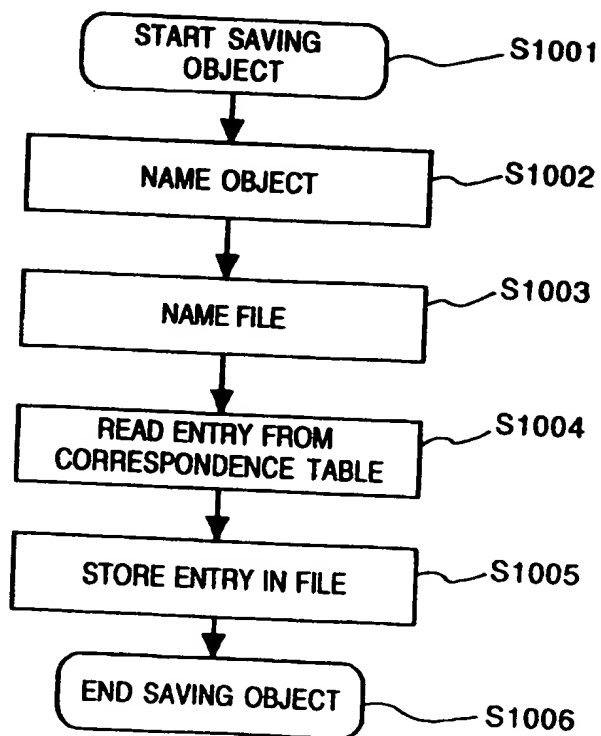 START SAVING
OBJECT
S1001
NAME OBJECT
S1002
NAME FILE
S1003
READ ENTRY FROM
CORRESPONDENCE TABLE
S1004
STORE ENTRY IN FILE
S1005
END SAVING OBJECT
S1006